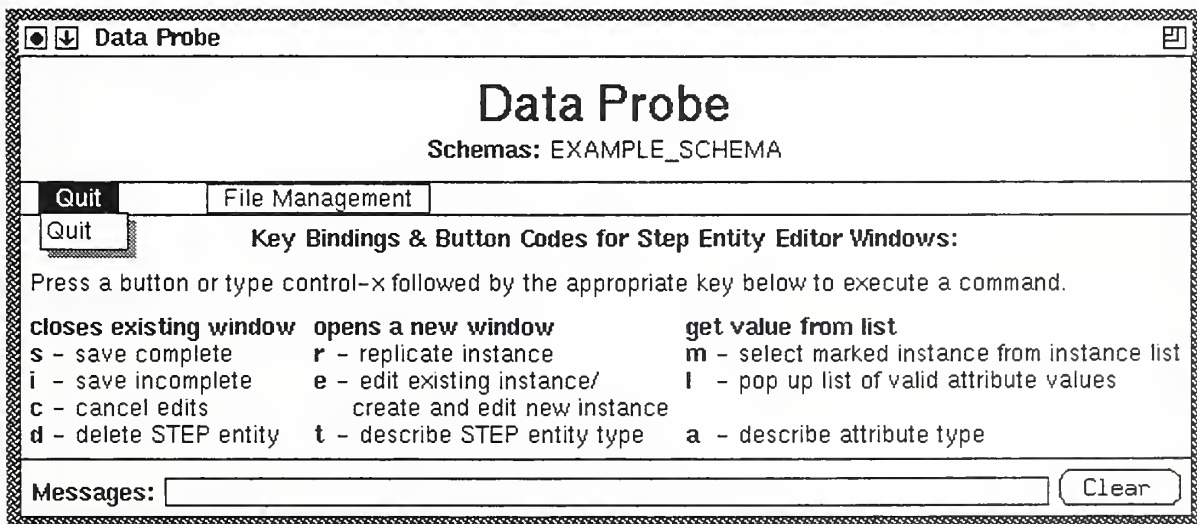 Data Probe
Data Probe
Schemas: EXAMPLE_SCHEMA
Quit File Management
Quit
Key Bindings & Button Codes for Step Entity Editor Windows:
Press a button or type control-x followed by the appropriate key below to execute a command.
closes existing window opens a new window get value from list
s - save complete r - replicate instance m - select marked instance from instance list
i - save incomplete e - edit existing instance/ l - pop up list of valid attribute values
c - cancel edits create and edit new instance
d - delete STEP entity t - describe STEP entity type a - describe attribute type
Messages: Clear